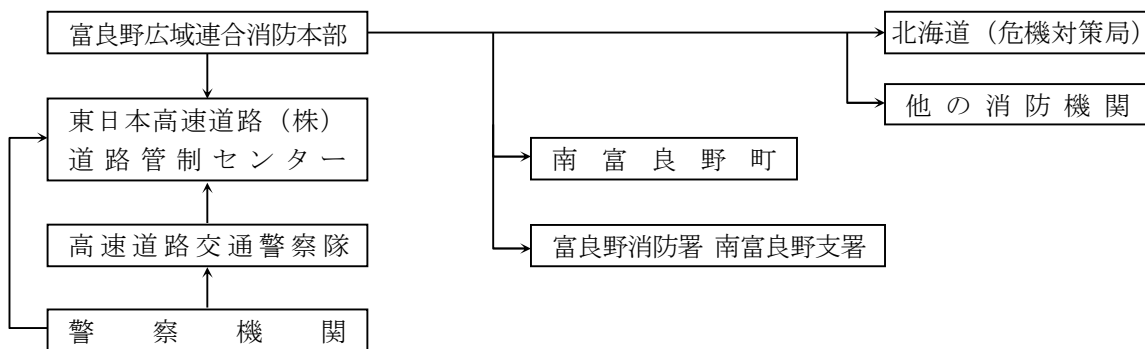 富良野広域連合消防本部
北海道（危機対策局）
東日本高速道路（株）
道路管制センター
他の消防機関
南富良野町
高速道路交通警察隊
富良野消防署 南富良野支署
警察機関